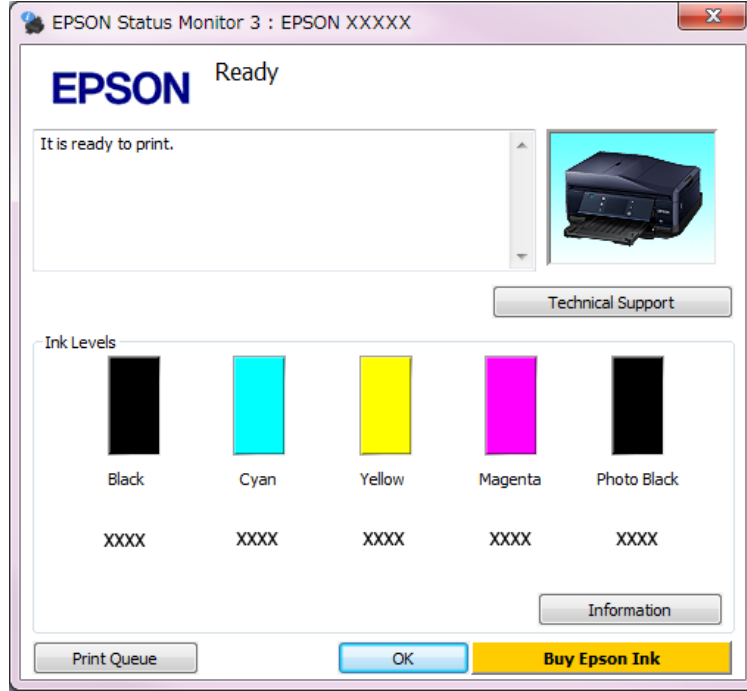 EPSON Status Monitor 3 : EPSON XXXXX
EPSON
Ready
It is ready to print.
Technical Support
Ink Levels
Black Cyan Yellow Magenta Photo Black
XXXX XXXX XXXX XXXX XXXX
Information
Print Queue OK Buy Epson Ink